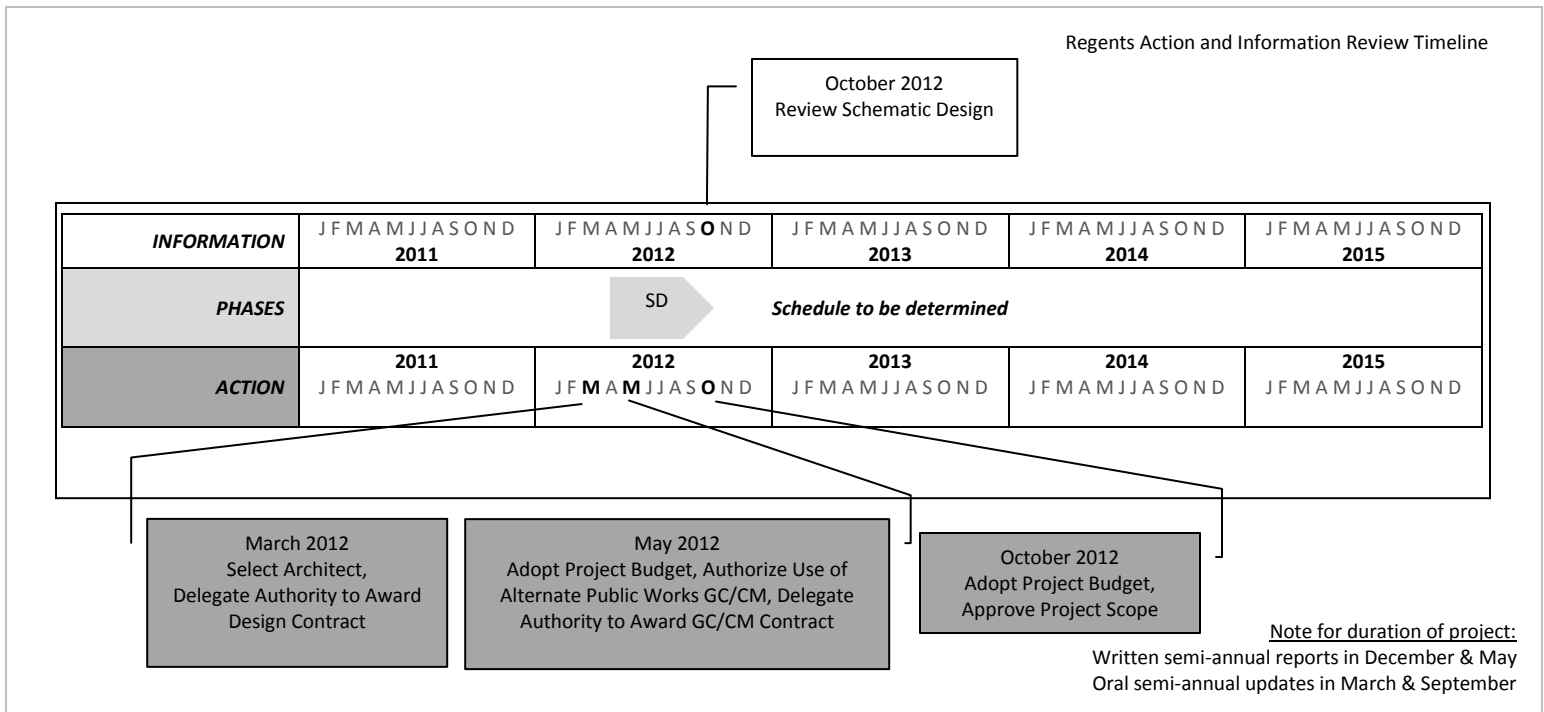 Regents Action and Information Review Timeline
October 2012
Review Schematic Design
INFORMATION
J F M A M J J A S O N D
2011
J F M A M J J A S O N D
2012
J F M A M J J A S O N D
2013
J F M A M J J A S O N D
2014
J F M A M J J A S O N D
2015
PHASES
SD
Schedule to be determined
ACTION
2011
J F M A M J J A S O N D
2012
J F M A M J J A S O N D
2013
J F M A M J J A S O N D
2014
J F M A M J J A S O N D
2015
J F M A M J J A S O N D
March 2012
Select Architect,
Delegate Authority to Award
Design Contract
May 2012
Adopt Project Budget, Authorize Use of
Alternate Public Works GC/CM, Delegate
Authority to Award GC/CM Contract
October 2012
Adopt Project Budget,
Approve Project Scope
Note for duration of project:
Written semi-annual reports in December & May
Oral semi-annual updates in March & September